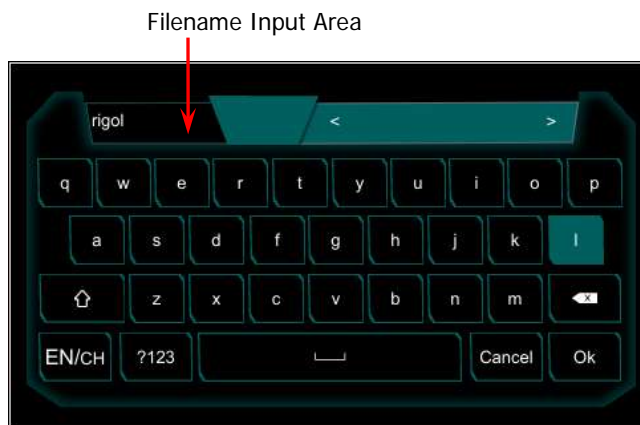 Filename Input Area
rigol < >
q w e r t y u i o p
a s d f g h j k l
z x c v b n m
EN/CH ?123 Cancel Ok